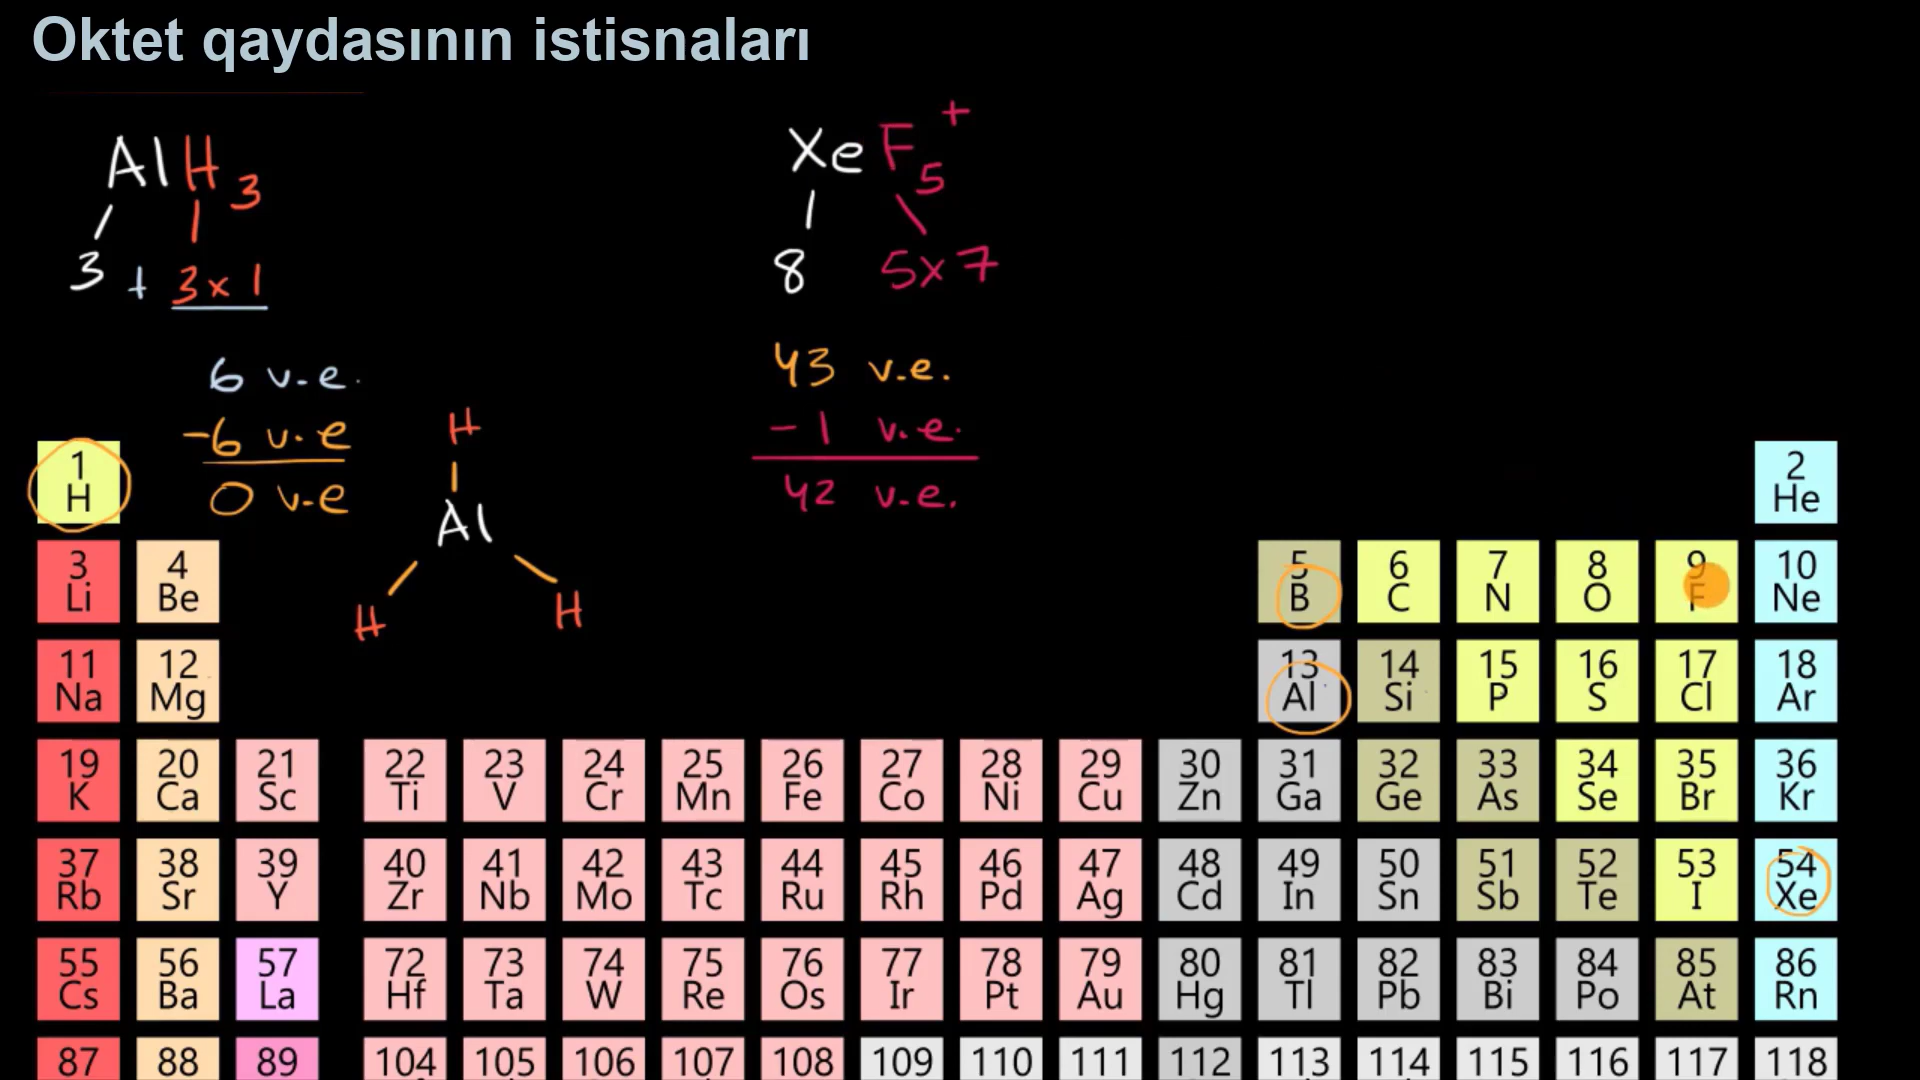 Oktet qaydasının istisnaları
AlH3
3 + 3x1
6 v.e.
-6 v.e
0 v.e
H
Al
H H
XeF5+
8 5x7
43 v.e.
-1 v.e.
42 v.e.
1 2
H He
3 4 5 6 7 8 9 10
Li Be B C N O F Ne
11 12 13 14 15 16 17 18
Na Mg Al Si P S Cl Ar
19 20 21 22 23 24 25 26 27 28 29 30 31 32 33 34 35 36
K Ca Sc Ti V Cr Mn Fe Co Ni Cu Zn Ga Ge As Se Br Kr
37 38 39 40 41 42 43 44 45 46 47 48 49 50 51 52 53 54
Rb Sr Y Zr Nb Mo Tc Ru Rh Pd Ag Cd In Sn Sb Te I Xe
55 56 57 72 73 74 75 76 77 78 79 80 81 82 83 84 85 86
Cs Ba La Hf Ta W Re Os Ir Pt Au Hg Tl Pb Bi Po At Rn
87 88 89 104 105 106 107 108 109 110 111 112 113 114 115 116 117 118